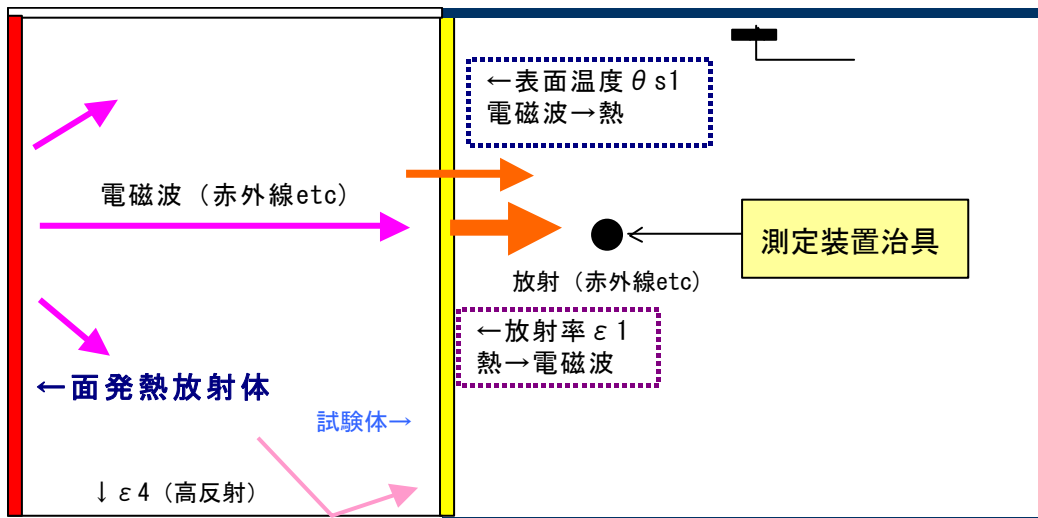 ←表面温度θs1
電磁波→熱
電磁波（赤外線etc）
測定装置治具
放射（赤外線etc）
←放射率ε1
熱→電磁波
←面発熱放射体
試験体→
↓ε4（高反射）